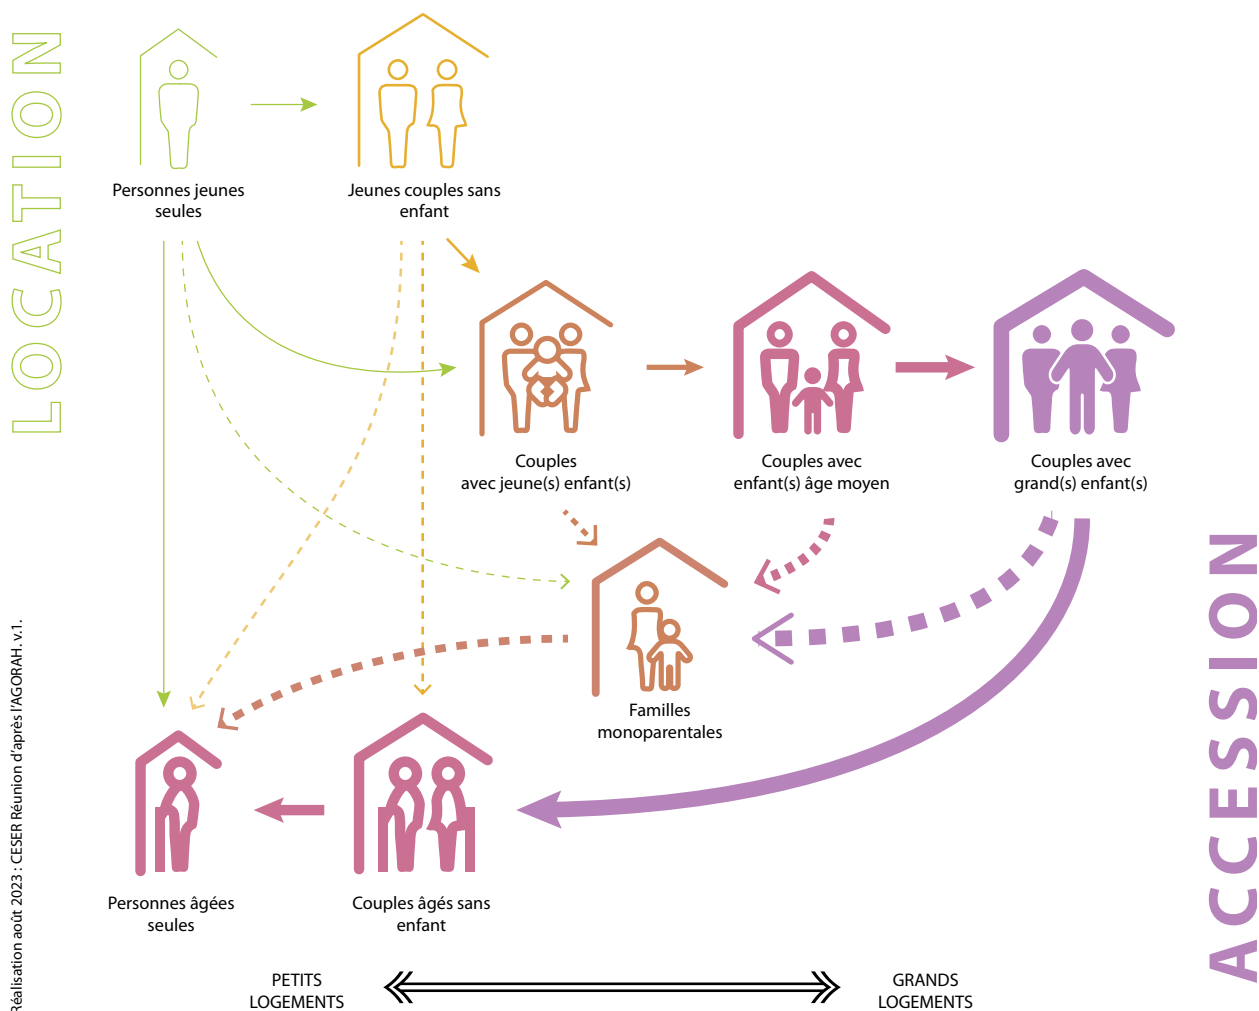 LOCATION
Personnes jeunes
seules
Jeunes couples sans
enfant
Couples
avec jeune(s) enfant(s)
Couples avec
enfant(s) âge moyen
Couples avec
grand(s) enfant(s)
Familles
monoparentales
ACCESSION
Personnes âgées
seules
Couples âgés sans
enfant
PETITS
LOGEMENTS
GRANDS
LOGEMENTS
Réalisation août 2023 : CESER Réunion d'après l'AGORAH. v.1.